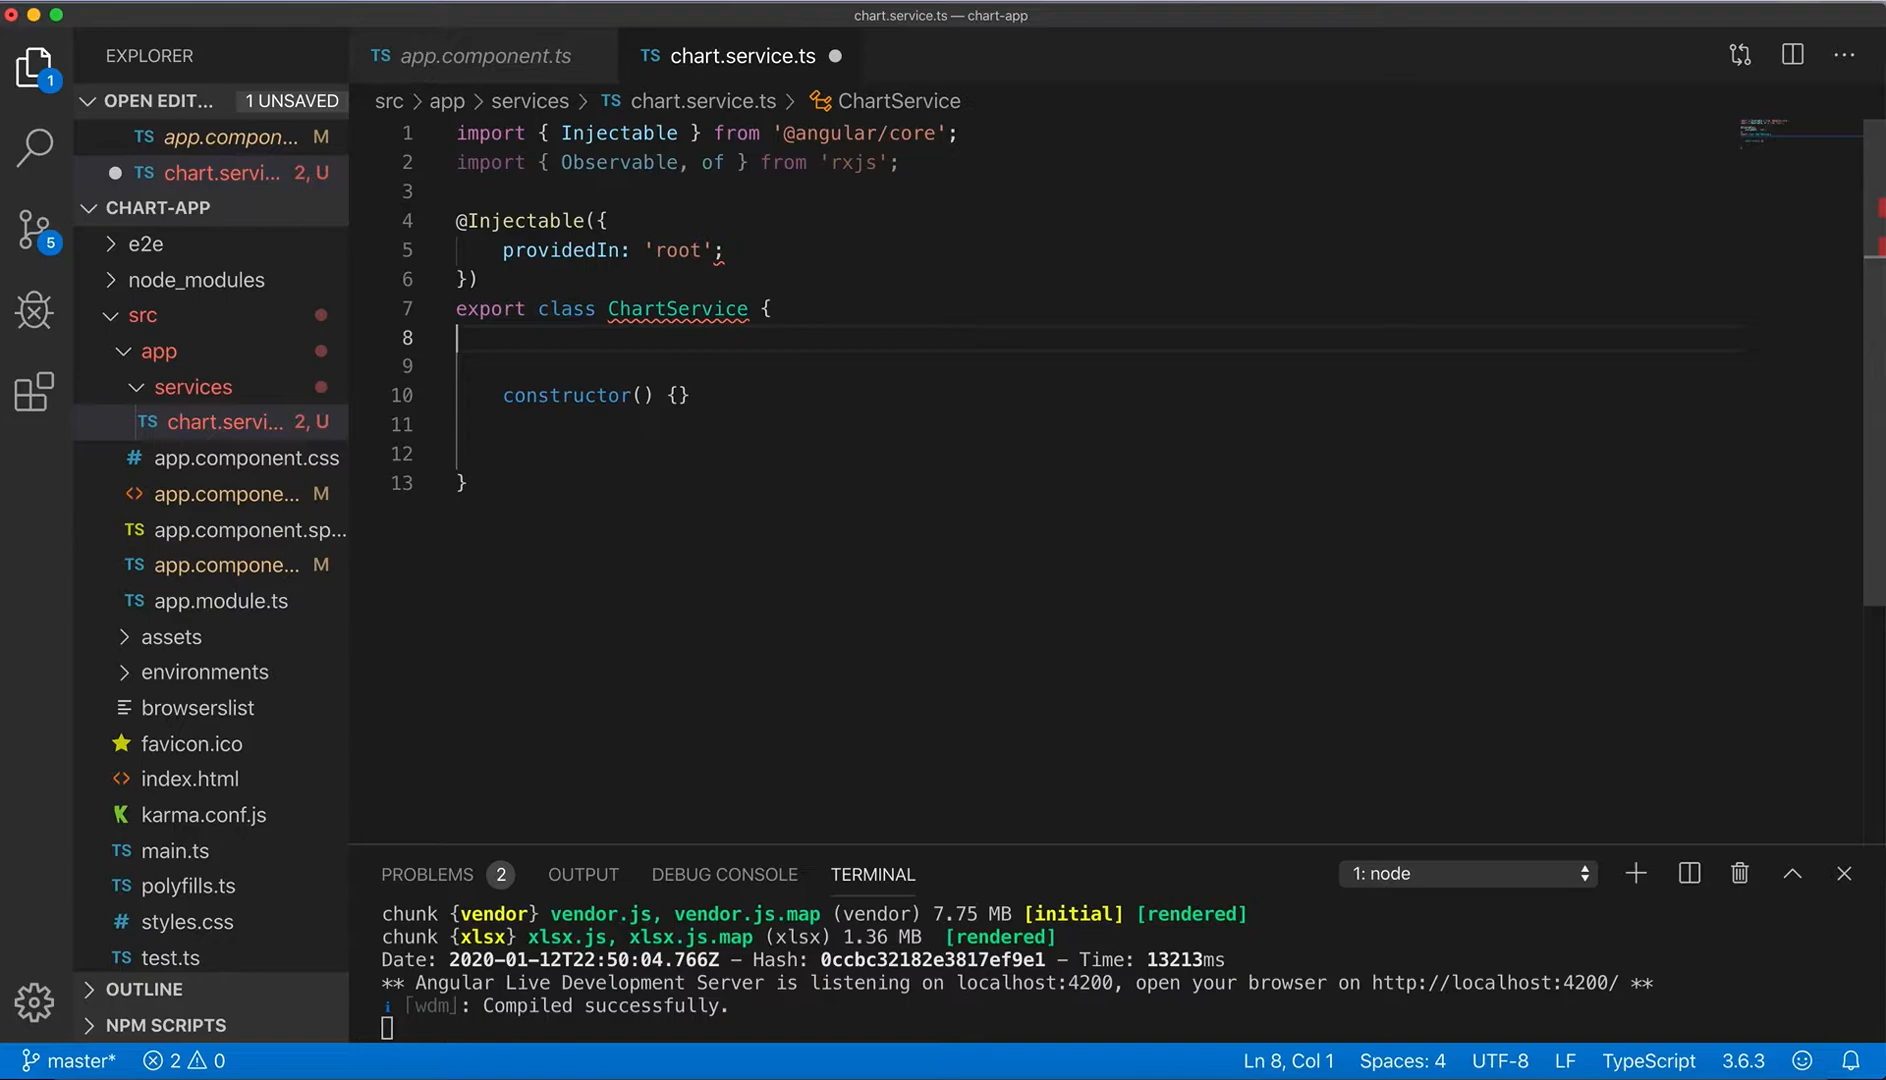 chart.service.ts — chart-app
EXPLORER
1
OPEN EDIT... 1 UNSAVED
TS app.compon... M
TS chart.servi... 2, U
CHART-APP
e2e
node_modules
src
app
services
TS chart.servi... 2, U
# app.component.css
<> app.compone... M
TS app.component.sp...
TS app.compone... M
TS app.module.ts
assets
environments
browserslist
favicon.ico
<> index.html
karma.conf.js
TS main.ts
TS polyfills.ts
# styles.css
TS test.ts
OUTLINE
NPM SCRIPTS
5
TS app.component.ts TS chart.service.ts
src > app > services > TS chart.service.ts > ChartService
1 import { Injectable } from '@angular/core';
2 import { Observable, of } from 'rxjs';
3
4 @Injectable({
5 providedIn: 'root';
6 })
7 export class ChartService {
8
9
10 constructor() {}
11
12
13 }
PROBLEMS 2 OUTPUT DEBUG CONSOLE TERMINAL 1: node
chunk {vendor} vendor.js, vendor.js.map (vendor) 7.75 MB [initial] [rendered]
chunk {xlsx} xlsx.js, xlsx.js.map (xlsx) 1.36 MB [rendered]
Date: 2020-01-12T22:50:04.766Z – Hash: 0ccbc32182e3817ef9e1 – Time: 13213ms
** Angular Live Development Server is listening on localhost:4200, open your browser on http://localhost:4200/ **
i ｢wdm｣: Compiled successfully.
master* 2 0 Ln 8, Col 1 Spaces: 4 UTF-8 LF TypeScript 3.6.3